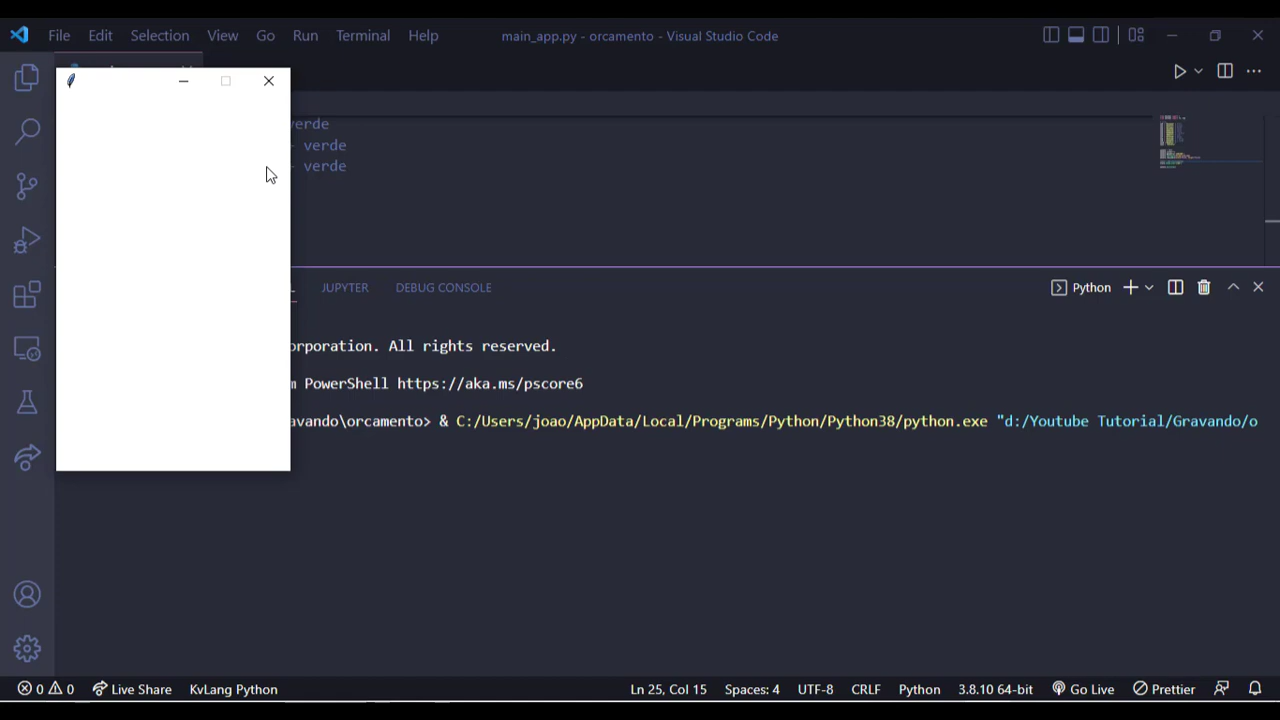 File Edit Selection View Go Run Terminal Help main_app.py - orcamento - Visual Studio Code
verde
verde
verde
JUPYTER DEBUG CONSOLE Python
orporation. All rights reserved.
PowerShell https://aka.ms/pscore6
avando\orcamento> & C:/Users/joao/AppData/Local/Programs/Python/Python38/python.exe "d:/Youtube Tutorial/Gravando/o
0 0 Live Share KvLang Python Ln 25, Col 15 Spaces: 4 UTF-8 CRLF Python 3.8.10 64-bit Go Live Prettier